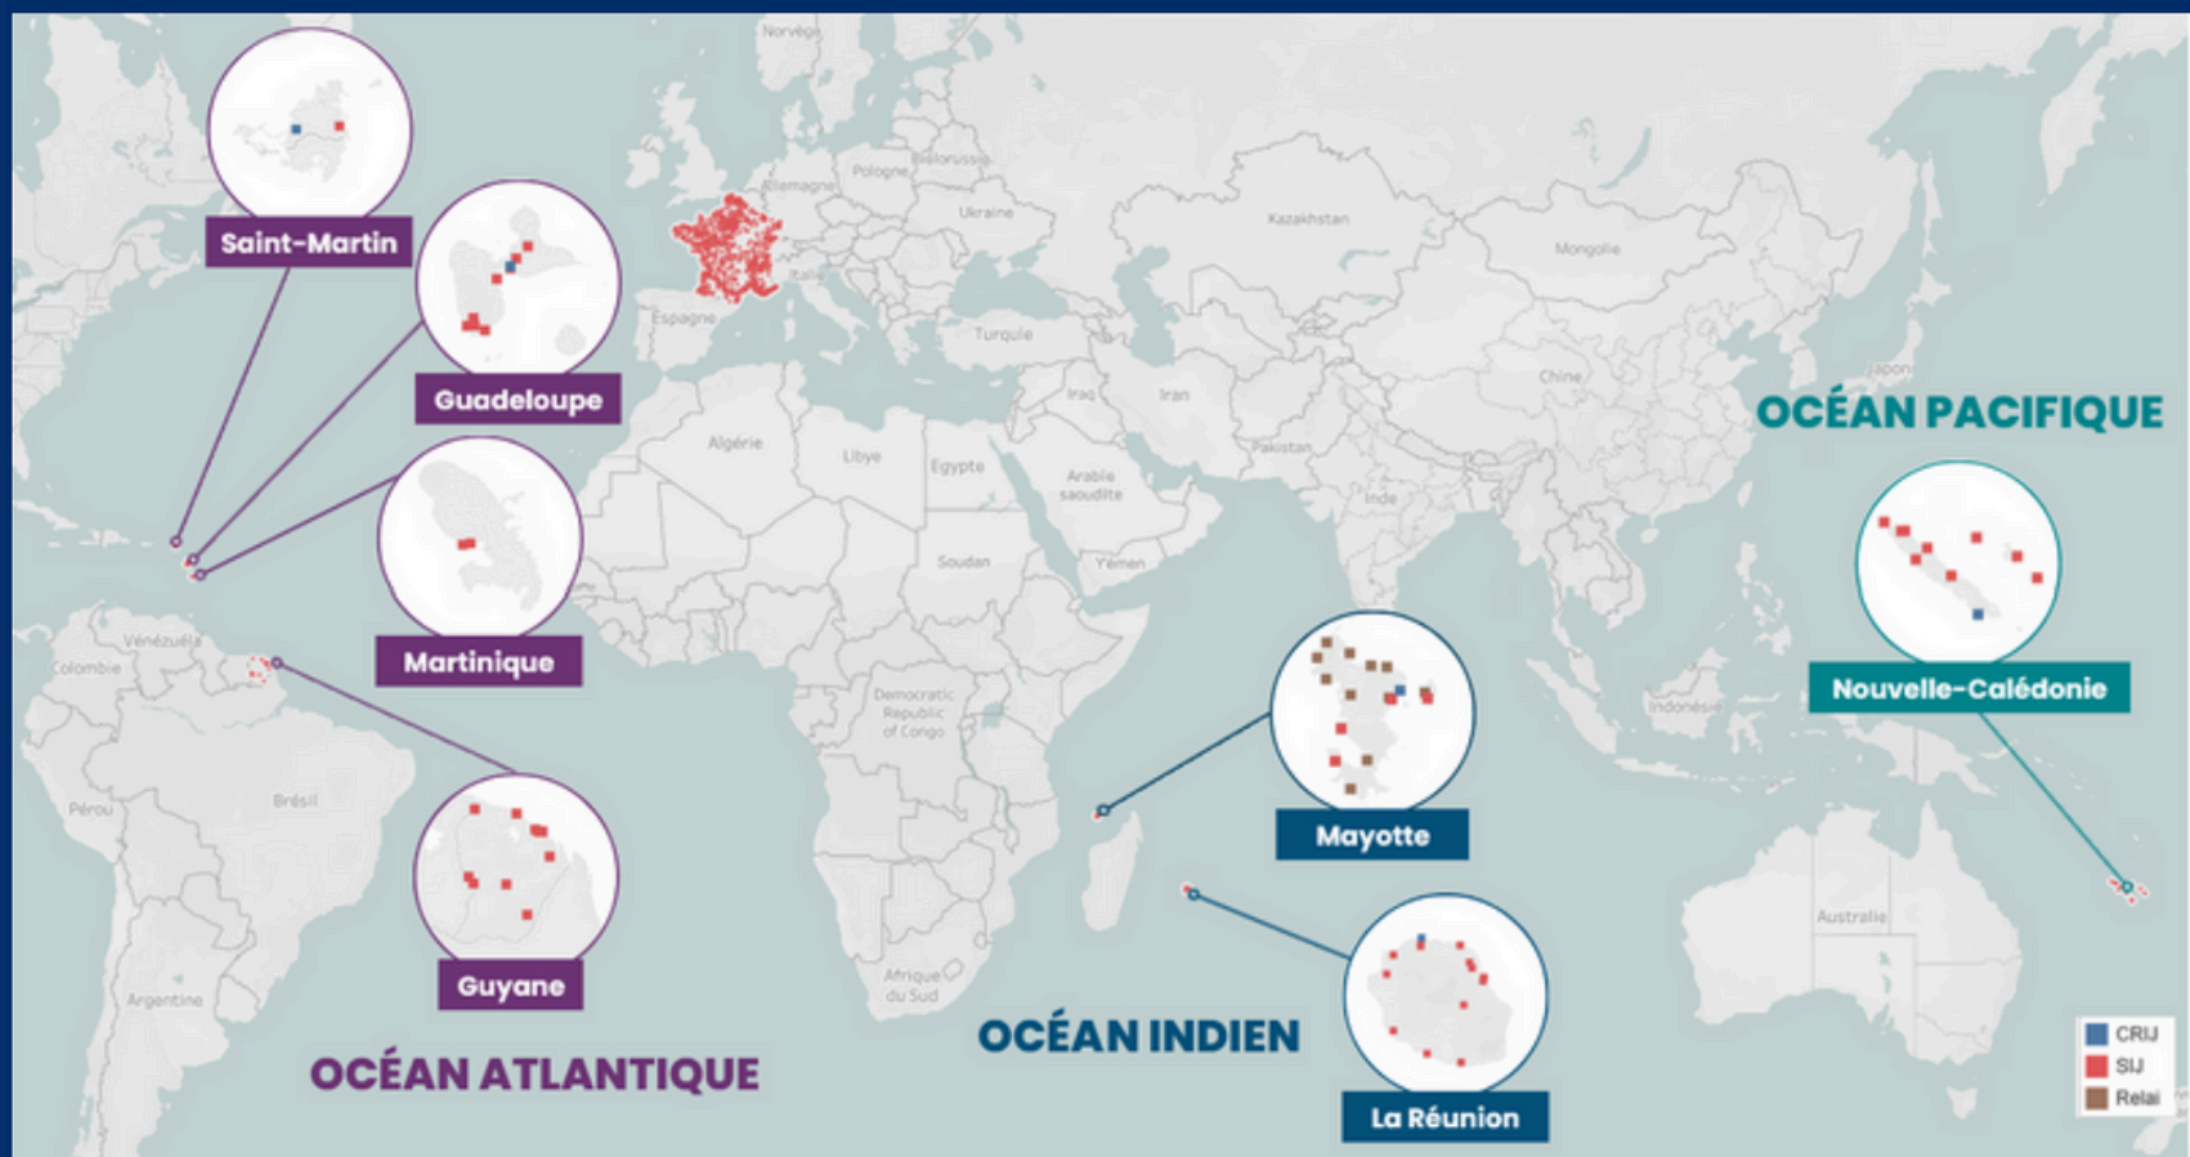 Norvège
Saint-Martin
Guadeloupe
Martinique
Guyane
OCÉAN ATLANTIQUE
Allemagne
Pologne
Biélorussie
Ukraine
Italie
Espagne
Turquie
Kazakhstan
Mongolie
Chine
Japon
Iraq
Iran
Pakistan
Inde
Algérie
Libye
Egypte
Arabie
saoudite
Soudan
Yémen
OCÉAN PACIFIQUE
Nouvelle-Calédonie
Vénézuéla
Colombie
Democratic
Republic
of Congo
Indonésie
Pérou
Brésil
Mayotte
Argentine
Afrique
du Sud
Australie
OCÉAN INDIEN
La Réunion
CRIJ
SIJ
Relai